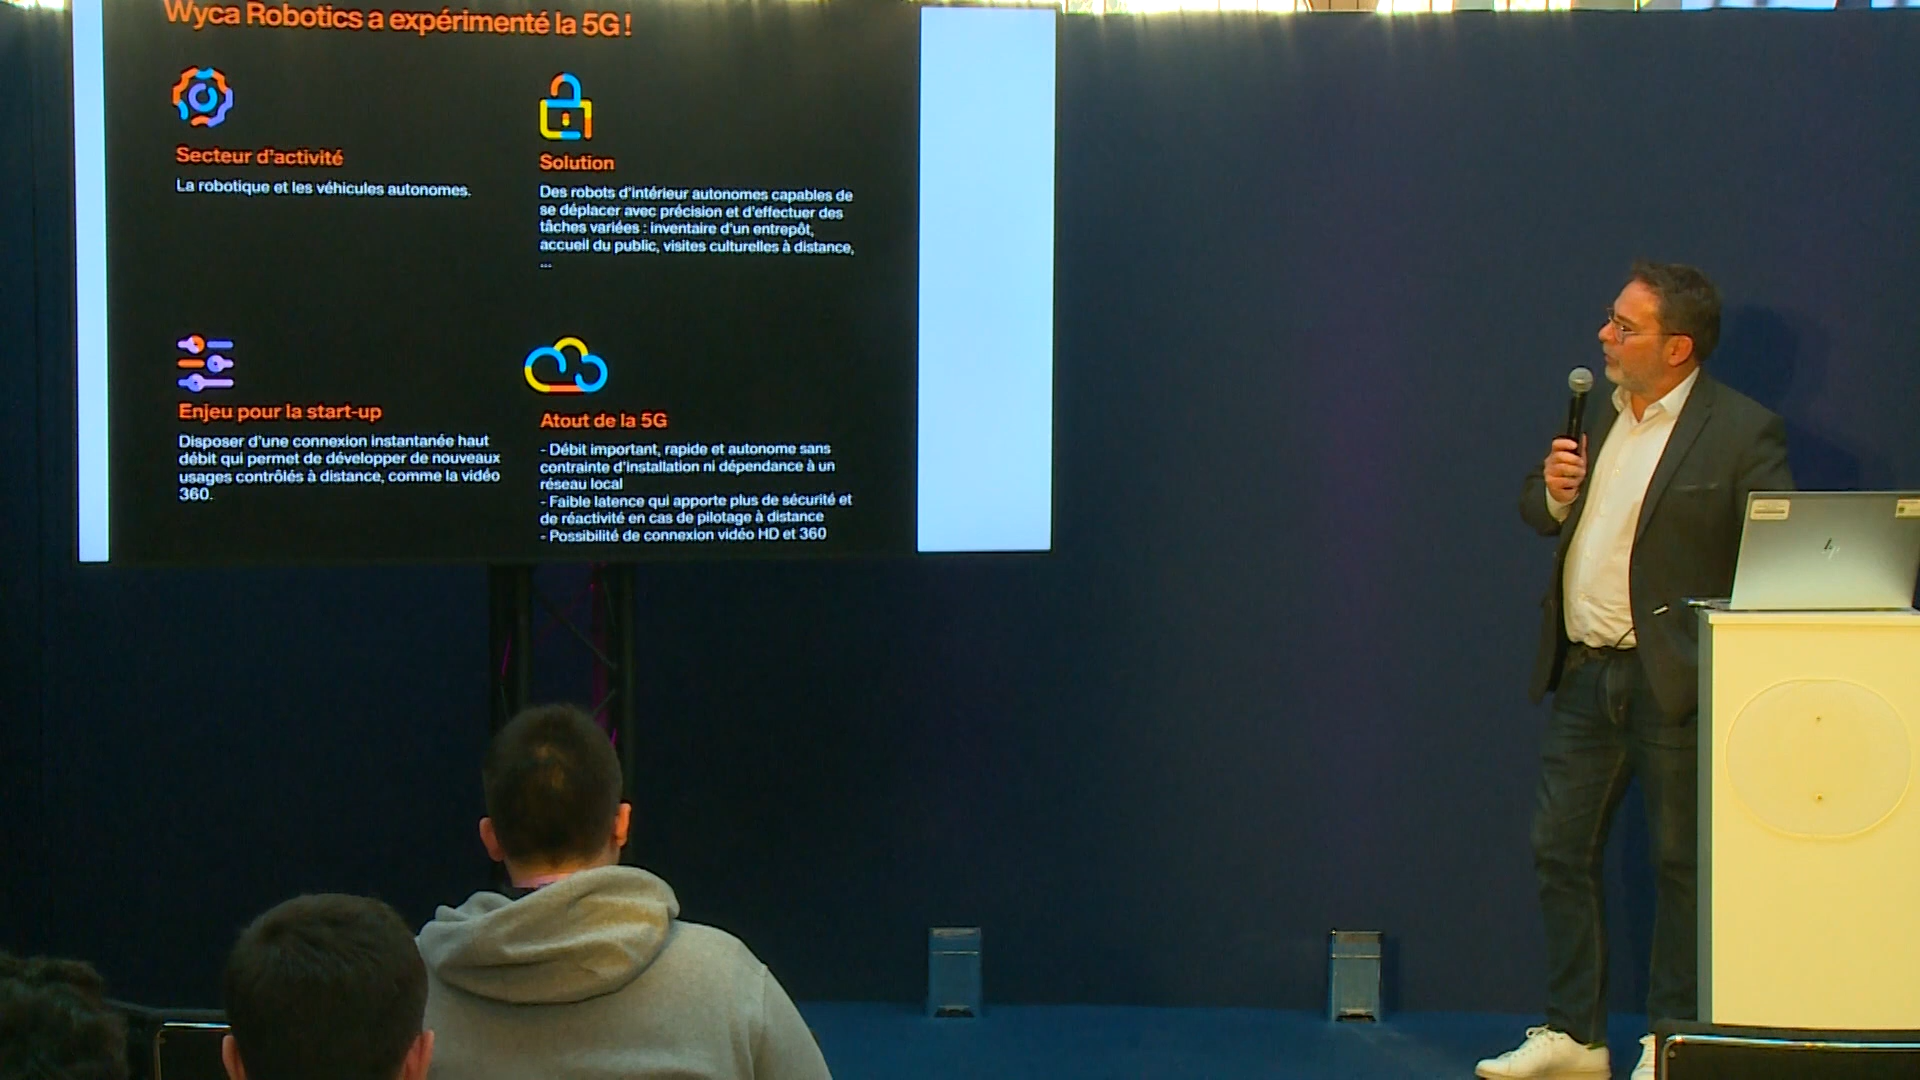 Wyca Robotics a expérimenté la 5G !
Secteur d'activité
La robotique et les véhicules autonomes.
Solution
Des robots d'intérieur autonomes capables de
se déplacer avec précision et d'effectuer des
tâches variées : inventaire d'un entrepôt,
accueil du public, visites culturelles à distance,
...
Enjeu pour la start-up
Disposer d'une connexion instantanée haut
débit qui permet de développer de nouveaux
usages contrôlés à distance, comme la vidéo
360.
Atout de la 5G
- Débit important, rapide et autonome sans
contrainte d'installation ni dépendance à un
réseau local
- Faible latence qui apporte plus de sécurité et
de réactivité en cas de pilotage à distance
- Possibilité de connexion vidéo HD et 360
hp